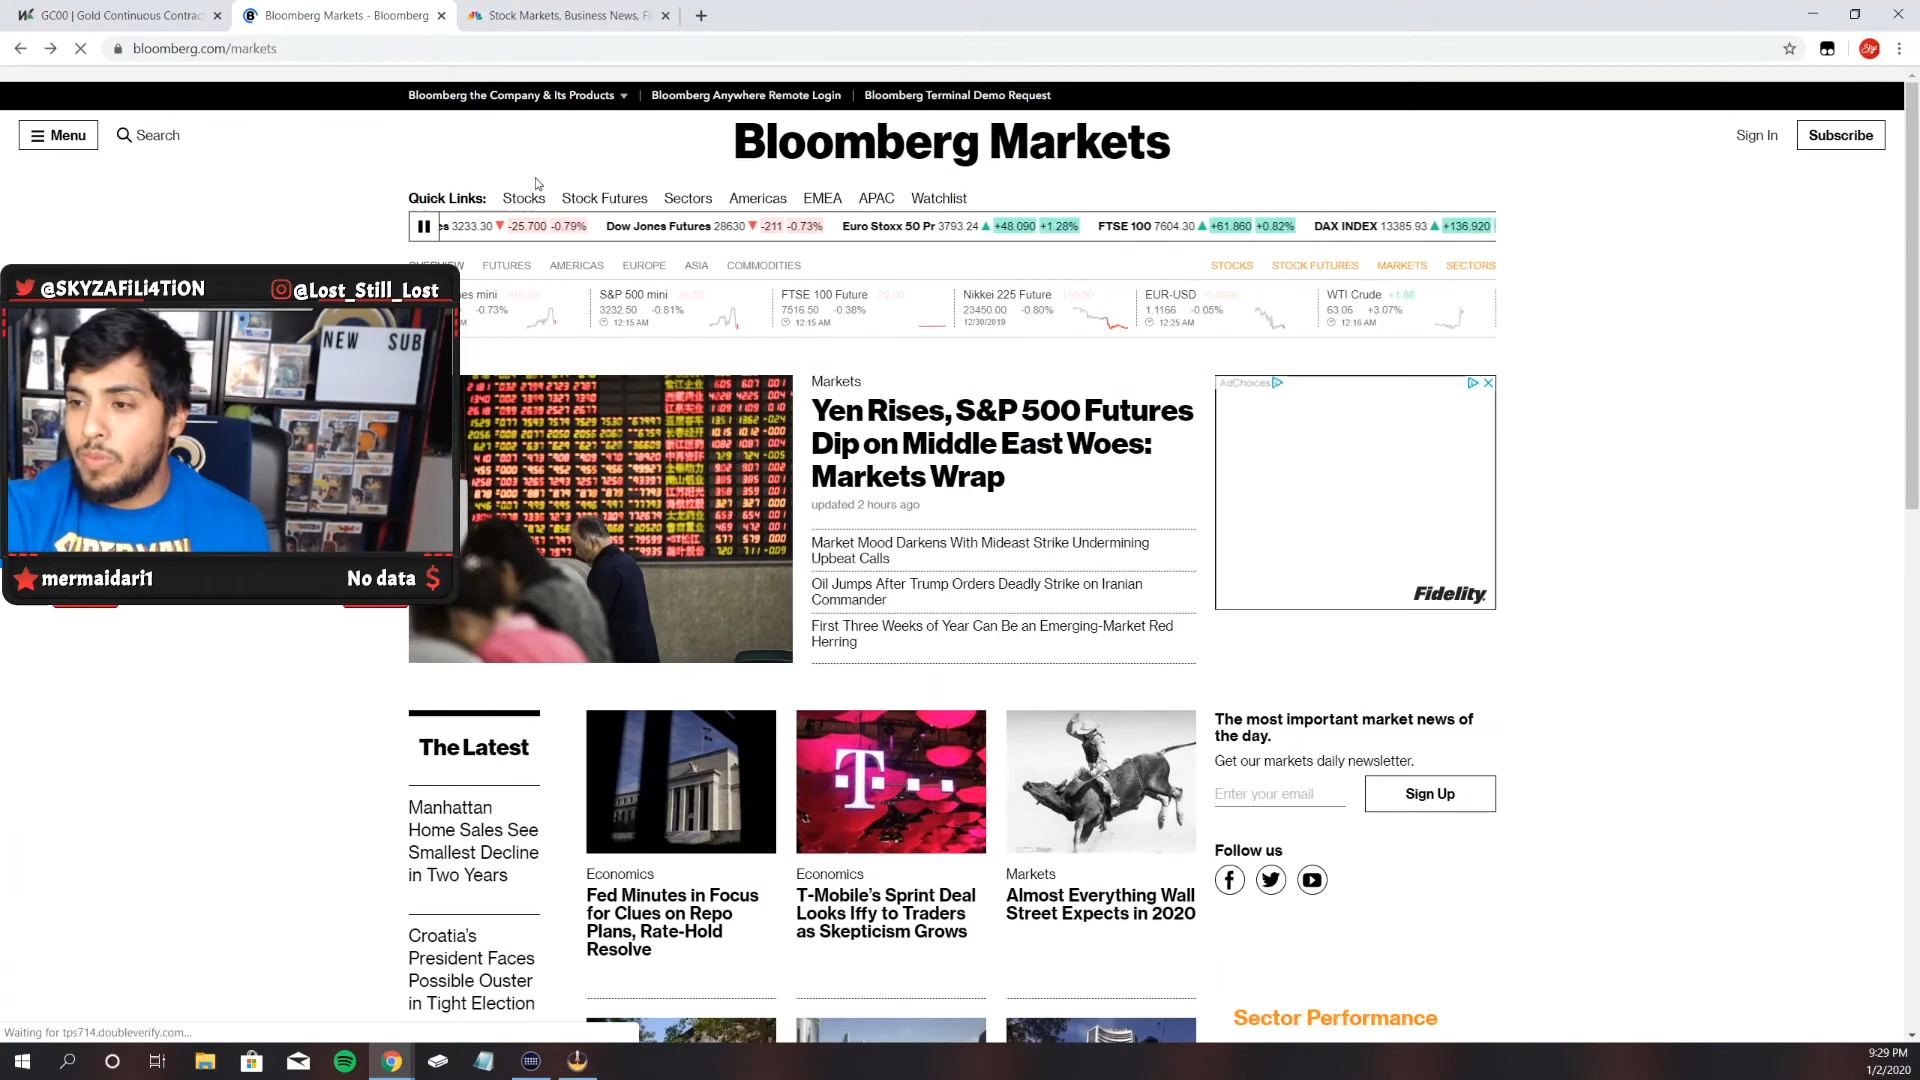 GC00 | Gold Continuous Contrac
Bloomberg Markets - Bloomberg
Stock Markets, Business News, Fi
bloomberg.com/markets
Bloomberg the Company & Its Products
Bloomberg Anywhere Remote Login
Bloomberg Terminal Demo Request
Menu
Search
Bloomberg Markets
Sign In
Subscribe
Quick Links: Stocks Stock Futures Sectors Americas EMEA APAC Watchlist
es 3233.30 -25.700 -0.79% Dow Jones Futures 28630 -211 -0.73% Euro Stoxx 50 Pr 3793.24 +48.090 +1.28% FTSE 100 7604.30 +61.860 +0.82% DAX INDEX 13385.93 +136.920
OVERVIEW FUTURES AMERICAS EUROPE ASIA COMMODITIES STOCKS STOCK FUTURES MARKETS SECTORS
es mini
-0.73%
S&P 500 mini
3232.50 -0.81%
12:15 AM
FTSE 100 Future
7516.50 -0.38%
12:15 AM
Nikkei 225 Future
23450.00 -0.80%
12/30/2019
EUR-USD
1.1166 -0.05%
12:25 AM
WTI Crude +1.88
63.06 +3.07%
12:16 AM
@SKYZAFiLi4TiON
@Lost_Still_Lost
NEW SUB
mermaidari1
No data $
Markets
Yen Rises, S&P 500 Futures
Dip on Middle East Woes:
Markets Wrap
updated 2 hours ago
Market Mood Darkens With Mideast Strike Undermining
Upbeat Calls
Oil Jumps After Trump Orders Deadly Strike on Iranian
Commander
First Three Weeks of Year Can Be an Emerging-Market Red
Herring
AdChoices
Fidelity
The Latest
Manhattan
Home Sales See
Smallest Decline
in Two Years
Croatia's
President Faces
Possible Ouster
in Tight Election
Economics
Fed Minutes in Focus
for Clues on Repo
Plans, Rate-Hold
Resolve
T
Economics
T-Mobile's Sprint Deal
Looks Iffy to Traders
as Skepticism Grows
Markets
Almost Everything Wall
Street Expects in 2020
The most important market news of
the day.
Get our markets daily newsletter.
Enter your email
Sign Up
Follow us
Sector Performance
Waiting for tps714.doubleverify.com...
9:29 PM
1/2/2020